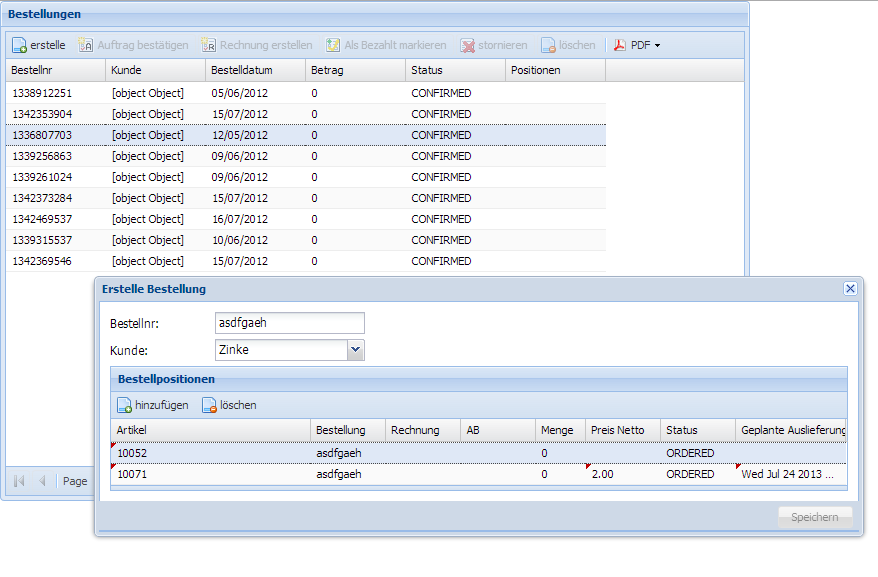 Bestellungen
erstelle Auftrag bestätigen Rechnung erstellen Als Bezahlt markieren stornieren löschen PDF
Bestellnr Kunde Bestelldatum Betrag Status Positionen
1338912251 [object Object] 05/06/2012 0 CONFIRMED
1342353904 [object Object] 15/07/2012 0 CONFIRMED
1336807703 [object Object] 12/05/2012 0 CONFIRMED
1339256863 [object Object] 09/06/2012 0 CONFIRMED
1339261024 [object Object] 09/06/2012 0 CONFIRMED
1342373284 [object Object] 15/07/2012 0 CONFIRMED
1342469537 [object Object] 16/07/2012 0 CONFIRMED
1339315537 [object Object] 10/06/2012 0 CONFIRMED
1342369546 [object Object] 15/07/2012 0 CONFIRMED
Page
Erstelle Bestellung
Bestellnr: asdfgaeh
Kunde: Zinke
Bestellpositionen
hinzufügen löschen
Artikel Bestellung Rechnung AB Menge Preis Netto Status Geplante Auslieferung
10052 asdfgaeh 0 ORDERED
10071 asdfgaeh 0 2.00 ORDERED Wed Jul 24 2013 ...
Speichern